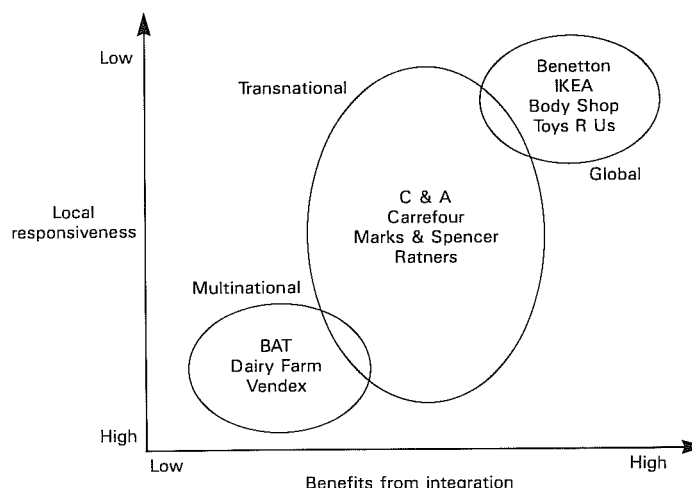 Low
Transnational
Benetton
IKEA
Body Shop
Toys R Us
Global
C & A
Carrefour
Marks & Spencer
Ratners
Local
responsiveness
Multinational
BAT
Dairy Farm
Vendex
High
Low
High
Benefits from integration